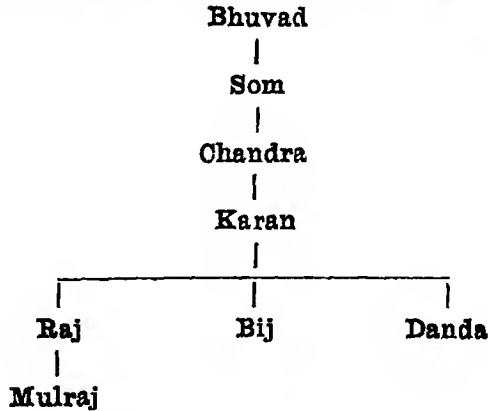 Bhuvad
Som
Chandra
Karan
Raj Bij Danda
Mulraj